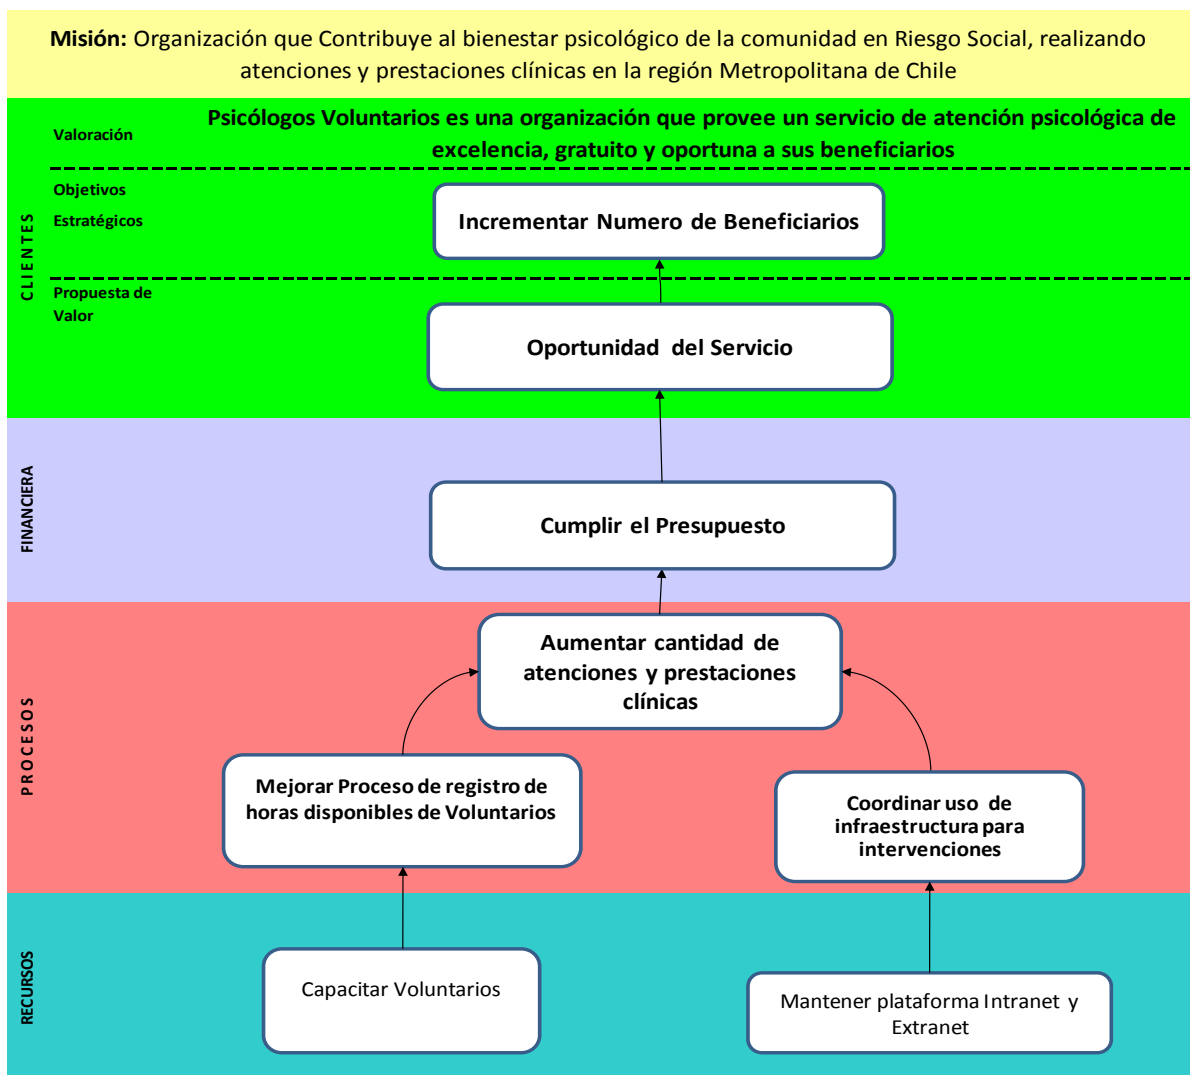 Misión: Organización que Contribuye al bienestar psicológico de la comunidad en Riesgo Social, realizando
atenciones y prestaciones clínicas en la región Metropolitana de Chile
CLIENTES
Valoración
Psicólogos Voluntarios es una organización que provee un servicio de atención psicológica de
excelencia, gratuito y oportuna a sus beneficiarios
Objetivos
Estratégicos
Incrementar Numero de Beneficiarios
Propuesta de
Valor
Oportunidad del Servicio
FINANCIERA
Cumplir el Presupuesto
PROCESOS
Aumentar cantidad de
atenciones y prestaciones
clínicas
Mejorar Proceso de registro de
horas disponibles de Voluntarios
Coordinar uso de
infraestructura para
intervenciones
RECURSOS
Capacitar Voluntarios
Mantener plataforma Intranet y
Extranet